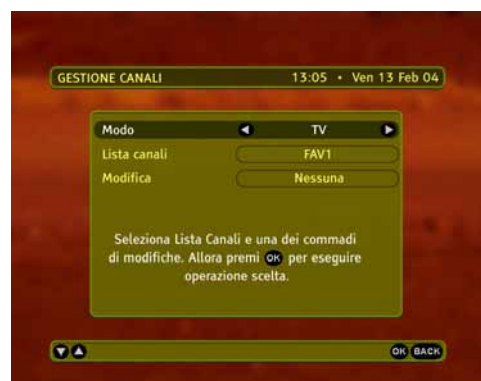 GESTIONE CANALI 13:05 • Ven 13 Feb 04
Modo TV
Lista canali FAV1
Modifica Nessuna
Seleziona Lista Canali e una dei commadi
di modifiche. Allora premi OK per eseguire
operazione scelta.
OK BACK